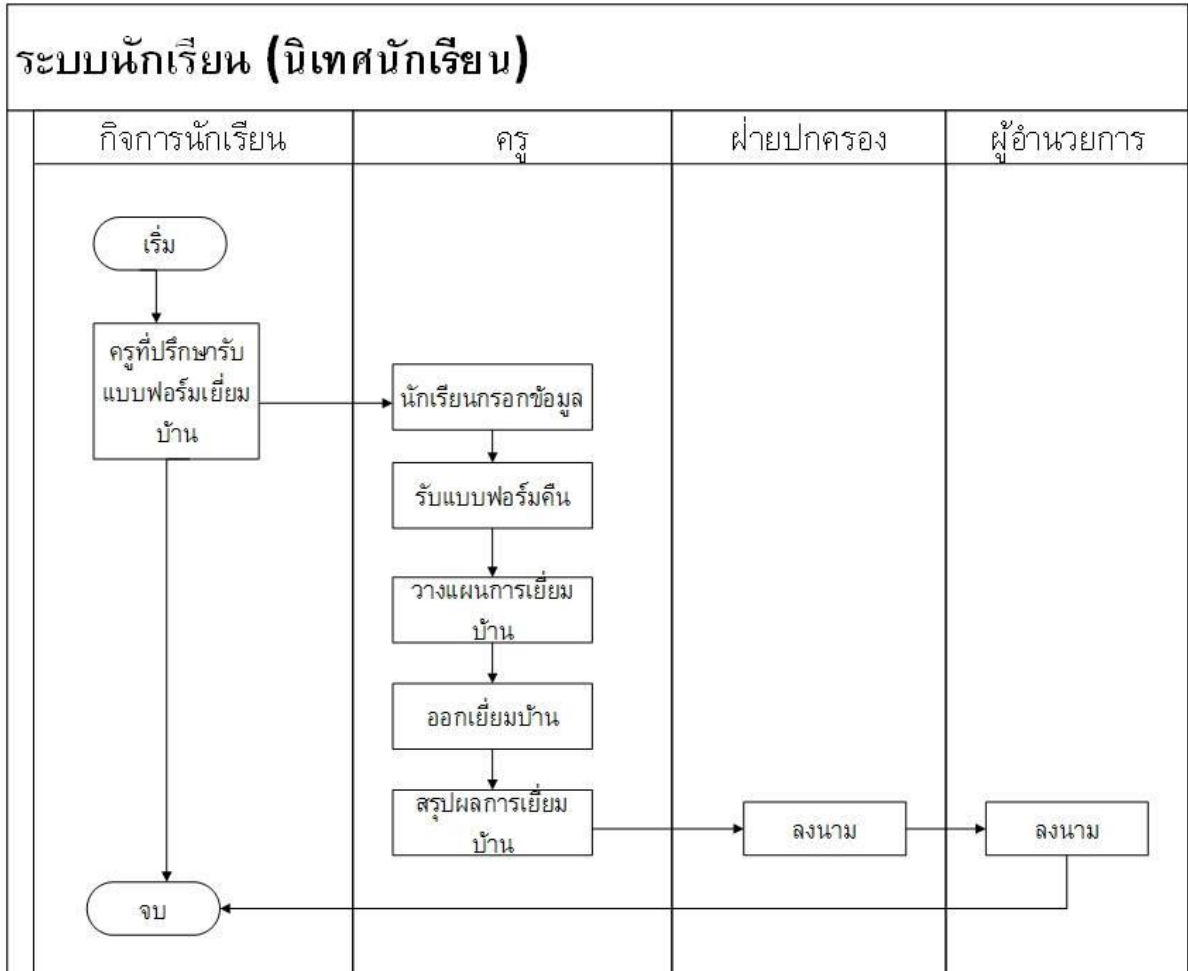 ระบบนักเรียน (นิเทศนักเรียน)
กิจการนักเรียน
ครู
ฝ่ายปกครอง
ผู้อำนวยการ
เริ่ม
ครูที่ปรึกษารับ
แบบฟอร์มเยี่ยม
บ้าน
นักเรียนกรอกข้อมูล
รับแบบฟอร์มคืน
วางแผนการเยี่ยม
บ้าน
ออกเยี่ยมบ้าน
สรุปผลการเยี่ยม
บ้าน
ลงนาม
ลงนาม
จบ